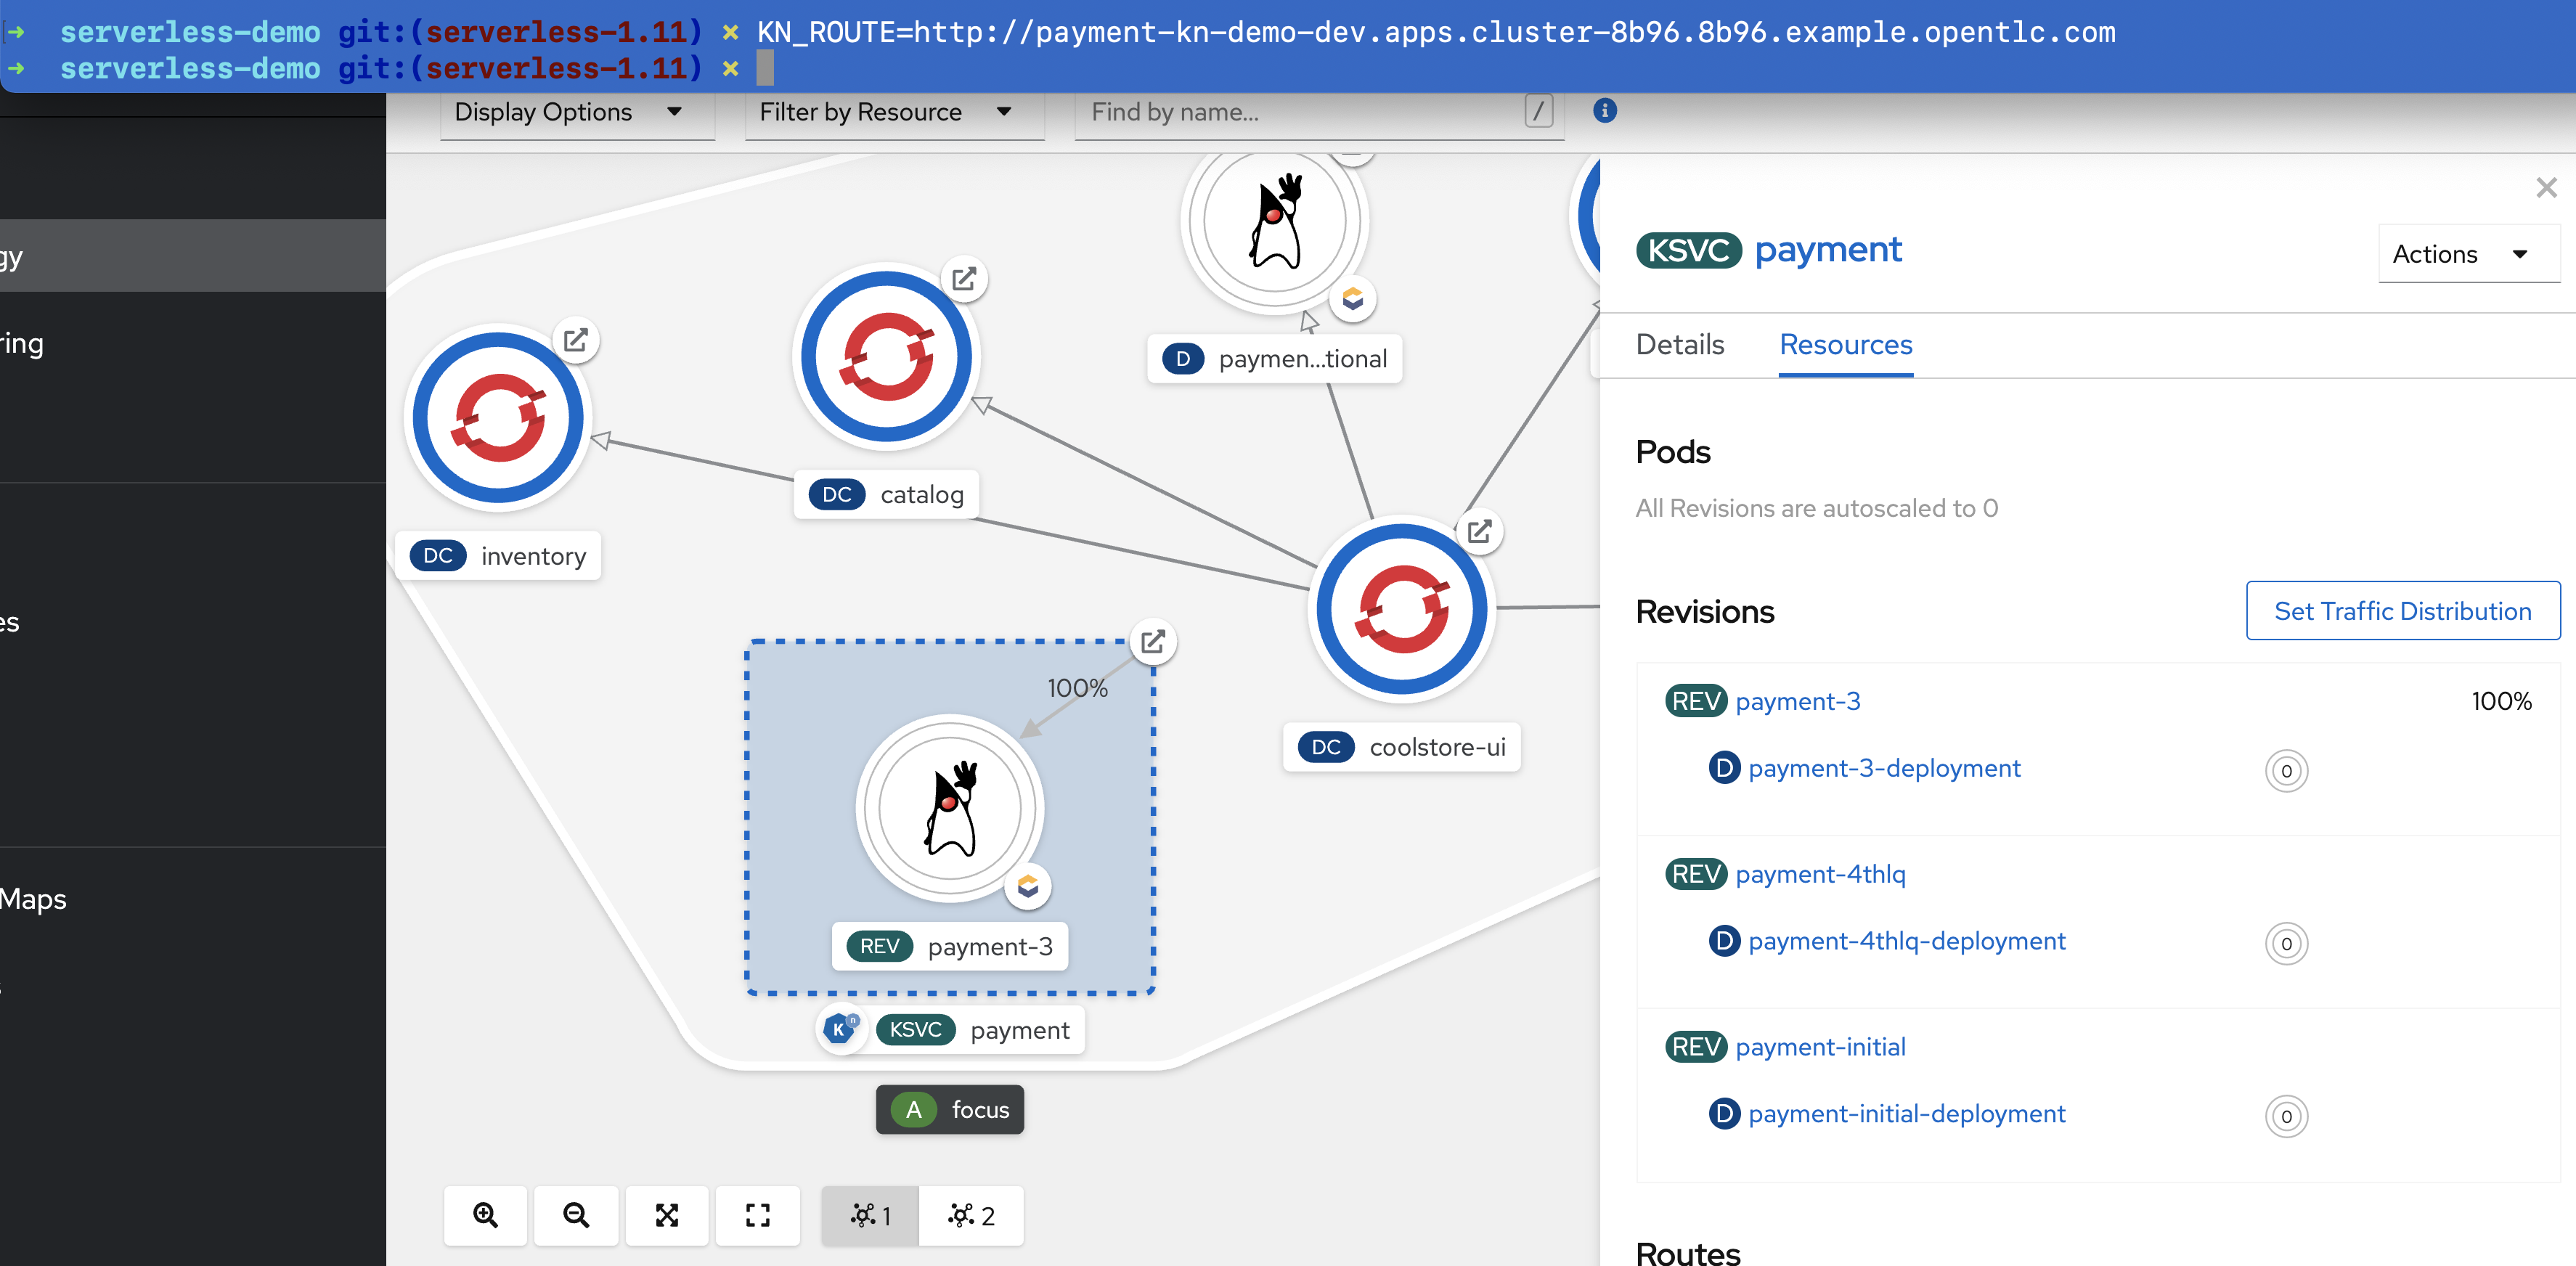 → serverless-demo git:(serverless-1.11) × KN_ROUTE=http://payment-kn-demo-dev.apps.cluster-8b96.8b96.example.opentlc.com
→ serverless-demo git:(serverless-1.11) ×
Display Options
Filter by Resource
Find by name...
/
gy
ring
es
Maps
DC inventory
DC catalog
D paymen...tional
DC coolstore-ui
100%
REV payment-3
KSVC payment
A focus
1
2
KSVC payment
Actions
Details
Resources
Pods
All Revisions are autoscaled to 0
Revisions
Set Traffic Distribution
REV payment-3 100%
D payment-3-deployment 0
REV payment-4thlq
D payment-4thlq-deployment 0
REV payment-initial
D payment-initial-deployment 0
Routes